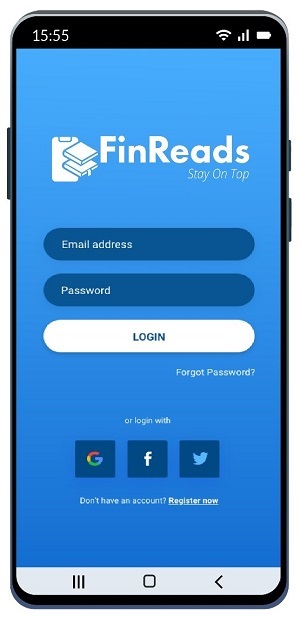 15:55
FinReads
Stay On Top
Email address
Password
LOGIN
Forgot Password?
or login with
Don't have an account? Register now